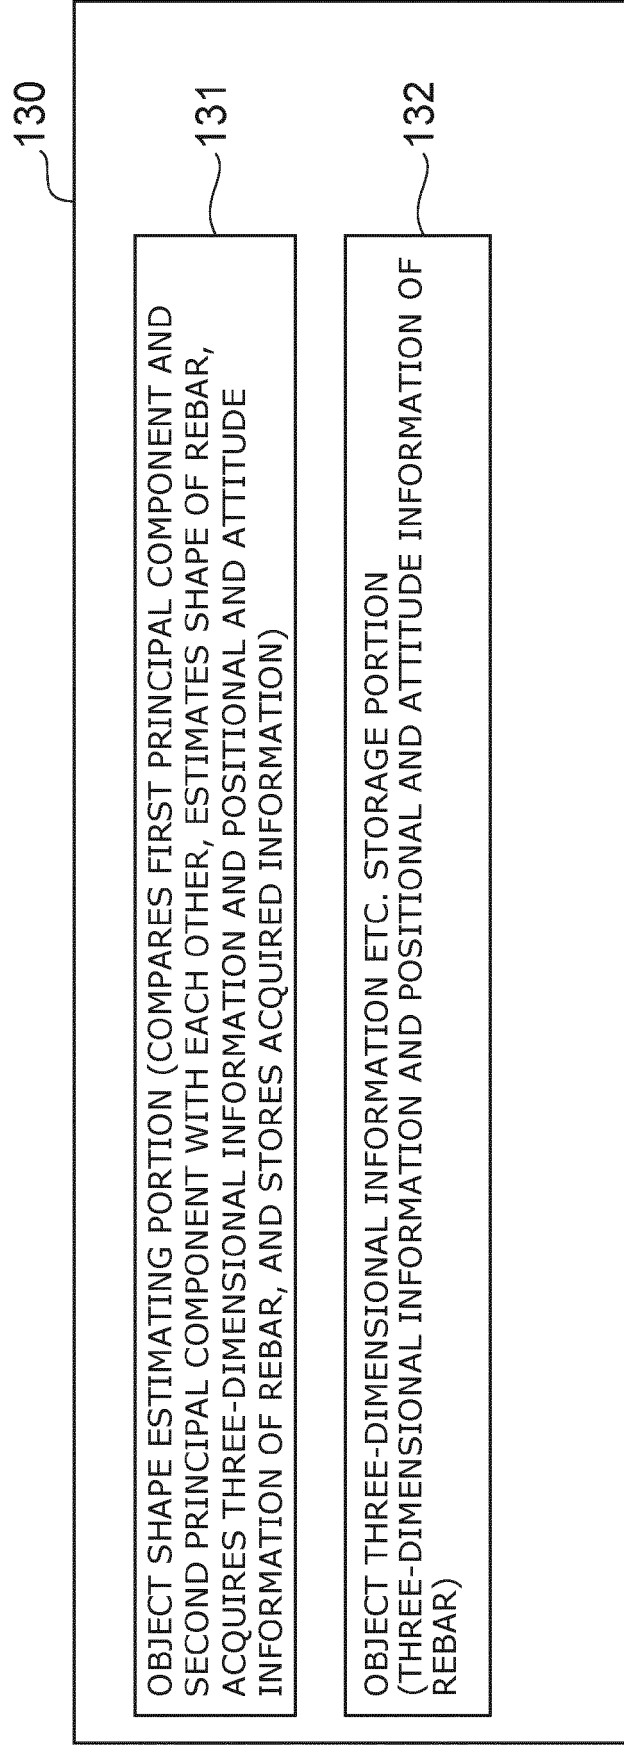 130
131
OBJECT SHAPE ESTIMATING PORTION (COMPARES FIRST PRINCIPAL COMPONENT AND
SECOND PRINCIPAL COMPONENT WITH EACH OTHER, ESTIMATES SHAPE OF REBAR,
ACQUIRES THREE-DIMENSIONAL INFORMATION AND POSITIONAL AND ATTITUDE
INFORMATION OF REBAR, AND STORES ACQUIRED INFORMATION)
132
OBJECT THREE-DIMENSIONAL INFORMATION ETC. STORAGE PORTION
(THREE-DIMENSIONAL INFORMATION AND POSITIONAL AND ATTITUDE INFORMATION OF
REBAR)